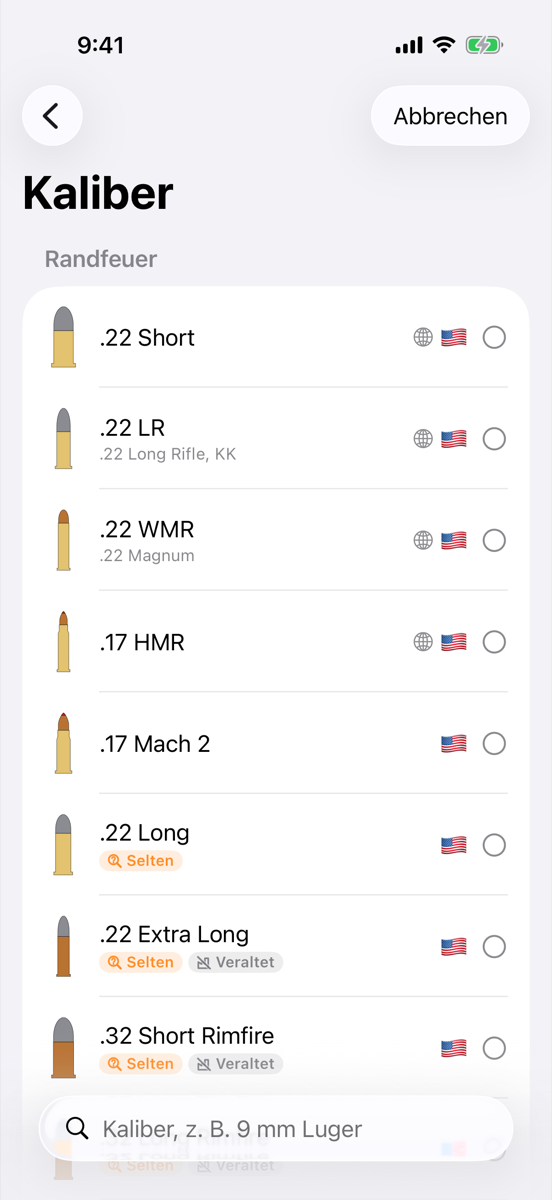 9:41
Abbrechen
Kaliber
Randfeuer
.22 Short
.22 LR
.22 Long Rifle, KK
.22 WMR
.22 Magnum
.17 HMR
.17 Mach 2
.22 Long
Selten
.22 Extra Long
Selten Veraltet
.32 Short Rimfire
Selten Veraltet
Kaliber, z. B. 9 mm Luger
Selten Veraltet